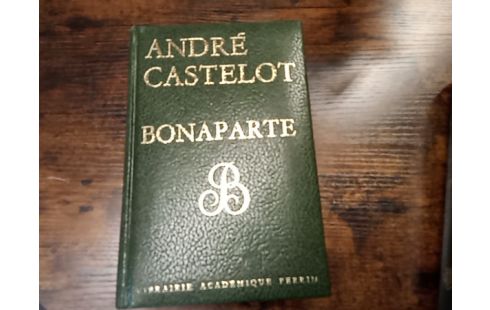 ANDRÉ
CASTELOT
BONAPARTE
B
LIBRAIRIE ACADÉMIQUE PERRIN